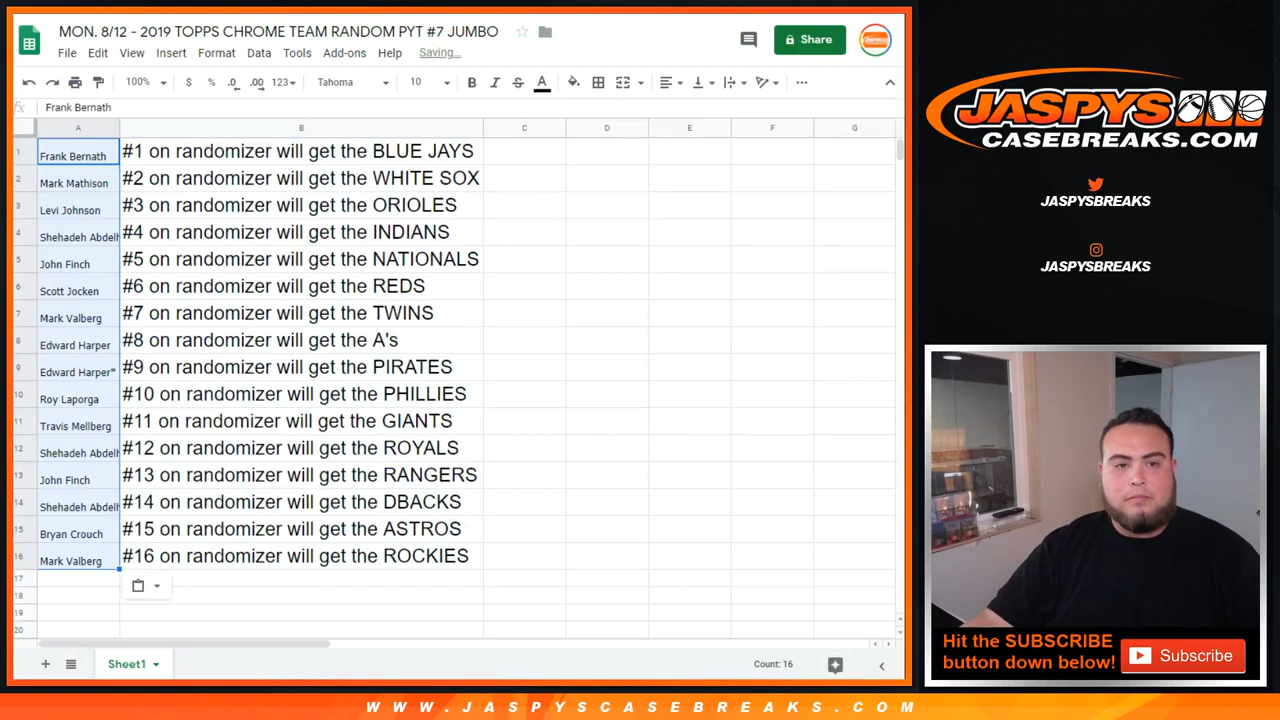 MON. 8/12 - 2019 TOPPS CHROME TEAM RANDOM PYT #7 JUMBO
File Edit View Insert Format Data Tools Add-ons Help Saving...
Share
100% $ % .0 .00 123 Tahoma 10 B I S A
fx Frank Bernath
A B C D E F G
1 Frank Bernath #1 on randomizer will get the BLUE JAYS
2 Mark Mathison #2 on randomizer will get the WHITE SOX
3 Levi Johnson #3 on randomizer will get the ORIOLES
4 Shehadeh Abdelh #4 on randomizer will get the INDIANS
5 John Finch #5 on randomizer will get the NATIONALS
6 Scott Jocken #6 on randomizer will get the REDS
7 Mark Valberg #7 on randomizer will get the TWINS
8 Edward Harper #8 on randomizer will get the A's
9 Edward Harper* #9 on randomizer will get the PIRATES
10 Roy Laporga #10 on randomizer will get the PHILLIES
11 Travis Mellberg #11 on randomizer will get the GIANTS
12 Shehadeh Abdelh #12 on randomizer will get the ROYALS
13 John Finch #13 on randomizer will get the RANGERS
14 Shehadeh Abdelh #14 on randomizer will get the DBACKS
15 Bryan Crouch #15 on randomizer will get the ASTROS
16 Mark Valberg #16 on randomizer will get the ROCKIES
17
18
19
20
Sheet1 Count: 16
JASPYS
CASEBREAKS.COM
JASPYSBREAKS
JASPYSBREAKS
Hit the SUBSCRIBE
button down below!
Subscribe
WWW.JASPYSCASEBREAKS.COM